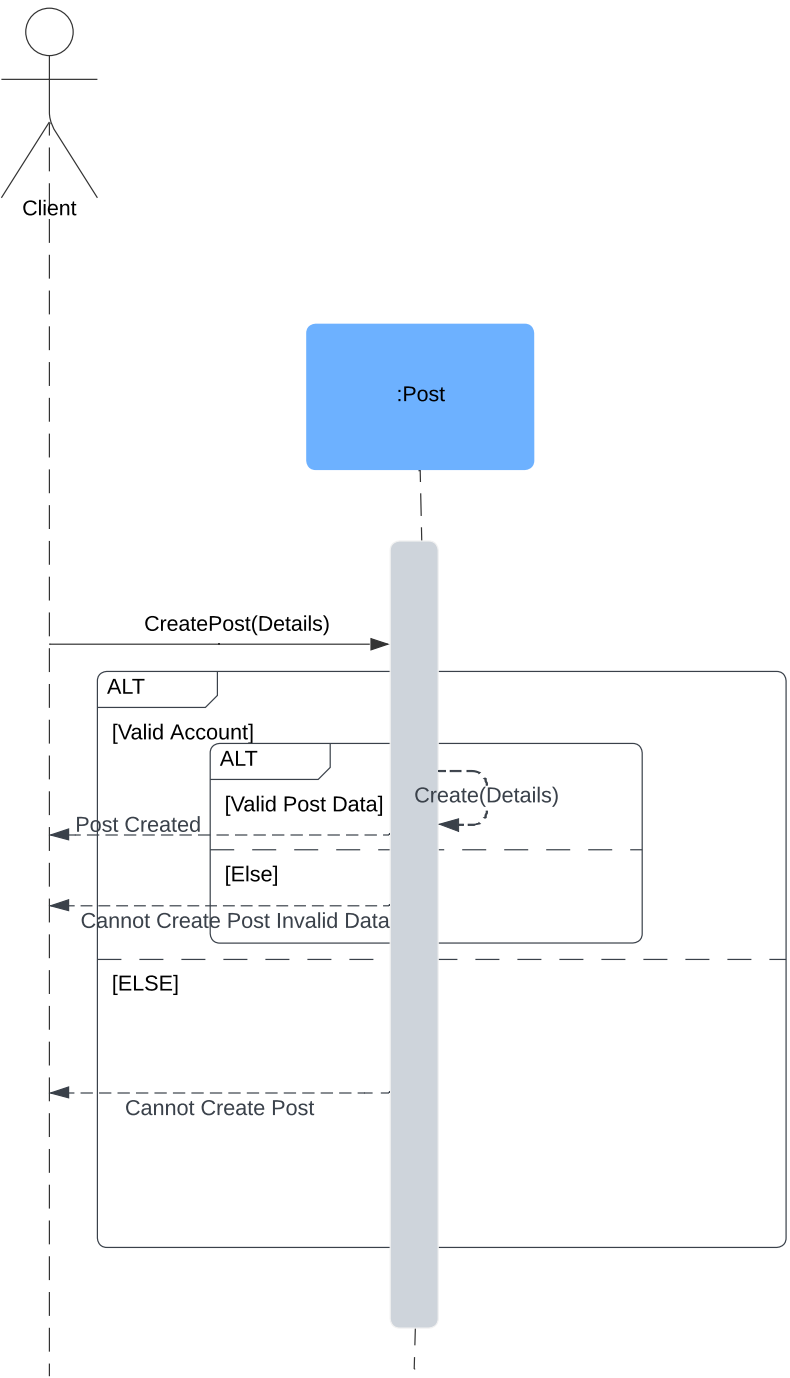 Client
:Post
CreatePost(Details)
ALT
[Valid Account]
ALT
[Valid Post Data]
Create(Details)
Post Created
[Else]
Cannot Create Post Invalid Data
[ELSE]
Cannot Create Post